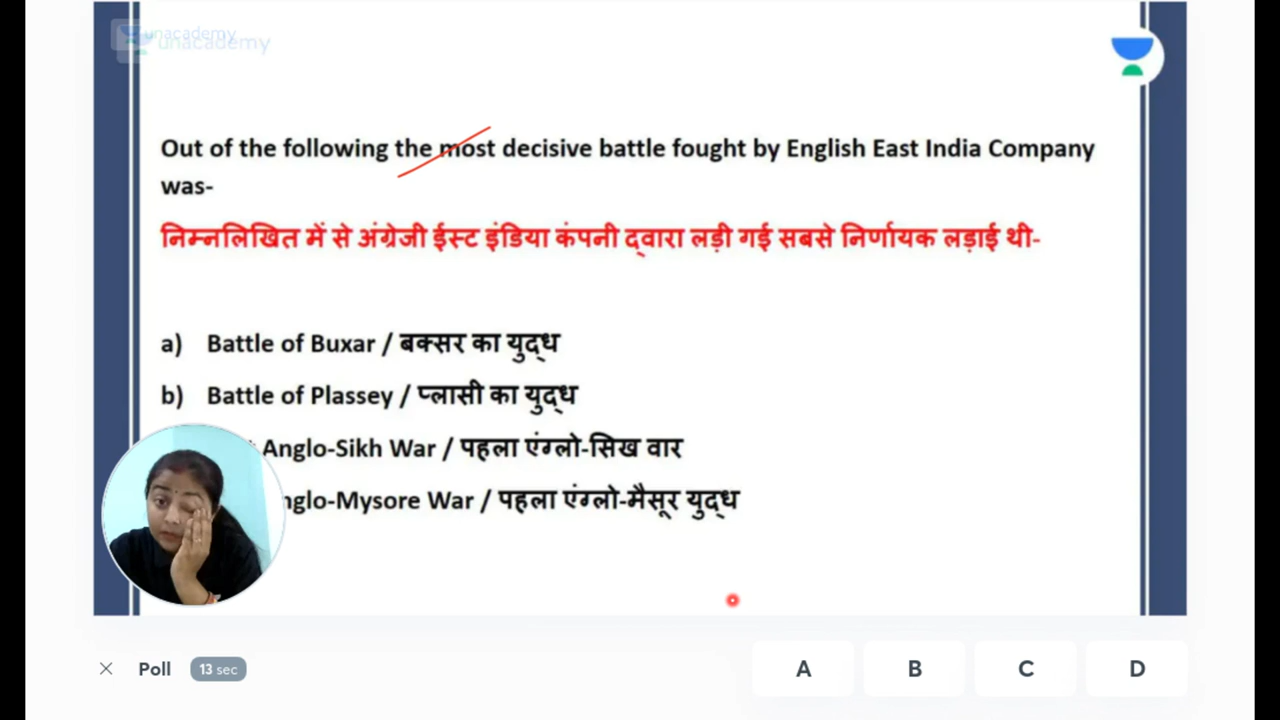 unacademy
unacademy
Out of the following the most decisive battle fought by English East India Company
was-
निम्नलिखित में से अंग्रेजी ईस्ट इंडिया कंपनी द्वारा लड़ी गई सबसे निर्णायक लड़ाई थी-
a) Battle of Buxar / बक्सर का युद्ध
b) Battle of Plassey / प्लासी का युद्ध
Anglo-Sikh War / पहला एंग्लो-सिख वार
nglo-Mysore War / पहला एंग्लो-मैसूर युद्ध
Poll 13 sec A B C D